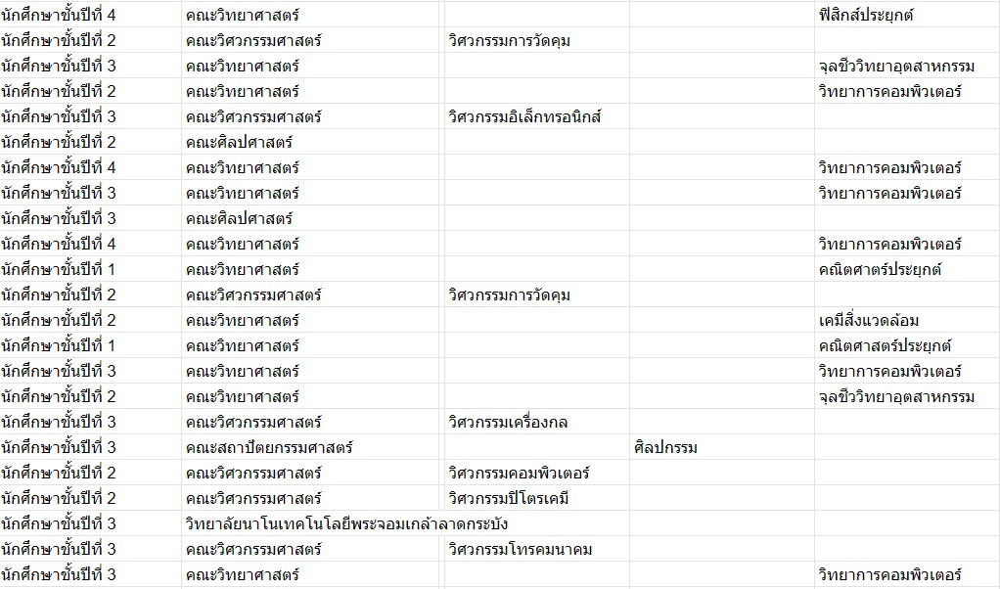 นักศึกษาชั้นปีที่ 4 คณะวิทยาศาสตร์ ฟิสิกส์ประยุกต์
นักศึกษาชั้นปีที่ 2 คณะวิศวกรรมศาสตร์ วิศวกรรมการวัดคุม
นักศึกษาชั้นปีที่ 3 คณะวิทยาศาสตร์ จุลชีววิทยาอุตสาหกรรม
นักศึกษาชั้นปีที่ 2 คณะวิทยาศาสตร์ วิทยาการคอมพิวเตอร์
นักศึกษาชั้นปีที่ 3 คณะวิศวกรรมศาสตร์ วิศวกรรมอิเล็กทรอนิกส์
นักศึกษาชั้นปีที่ 2 คณะศิลปศาสตร์
นักศึกษาชั้นปีที่ 4 คณะวิทยาศาสตร์ วิทยาการคอมพิวเตอร์
นักศึกษาชั้นปีที่ 3 คณะวิทยาศาสตร์ วิทยาการคอมพิวเตอร์
นักศึกษาชั้นปีที่ 3 คณะศิลปศาสตร์
นักศึกษาชั้นปีที่ 4 คณะวิทยาศาสตร์ วิทยาการคอมพิวเตอร์
นักศึกษาชั้นปีที่ 1 คณะวิทยาศาสตร์ คณิตศาตร์ประยุกต์
นักศึกษาชั้นปีที่ 2 คณะวิศวกรรมศาสตร์ วิศวกรรมการวัดคุม
นักศึกษาชั้นปีที่ 2 คณะวิทยาศาสตร์ เคมีสิ่งแวดล้อม
นักศึกษาชั้นปีที่ 1 คณะวิทยาศาสตร์ คณิตศาสตร์ประยุกต์
นักศึกษาชั้นปีที่ 3 คณะวิทยาศาสตร์ วิทยาการคอมพิวเตอร์
นักศึกษาชั้นปีที่ 2 คณะวิทยาศาสตร์ จุลชีววิทยาอุตสาหกรรม
นักศึกษาชั้นปีที่ 3 คณะวิศวกรรมศาสตร์ วิศวกรรมเครื่องกล
นักศึกษาชั้นปีที่ 3 คณะสถาปัตยกรรมศาสตร์ ศิลปกรรม
นักศึกษาชั้นปีที่ 2 คณะวิศวกรรมศาสตร์ วิศวกรรมคอมพิวเตอร์
นักศึกษาชั้นปีที่ 2 คณะวิศวกรรมศาสตร์ วิศวกรรมปิโตรเคมี
นักศึกษาชั้นปีที่ 3 วิทยาลัยนาโนเทคโนโลยีพระจอมเกล้าลาดกระบัง
นักศึกษาชั้นปีที่ 3 คณะวิศวกรรมศาสตร์ วิศวกรรมโทรคมนาคม
นักศึกษาชั้นปีที่ 3 คณะวิทยาศาสตร์ วิทยาการคอมพิวเตอร์